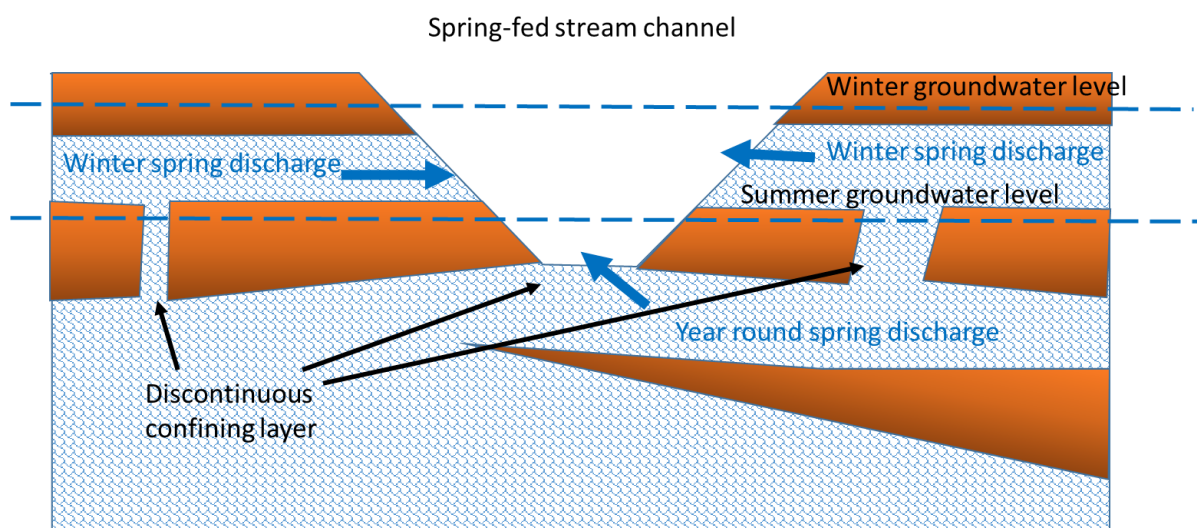 Spring-fed stream channel
Winter groundwater level
Winter spring discharge
Winter spring discharge
Summer groundwater level
Year round spring discharge
Discontinuous
confining layer